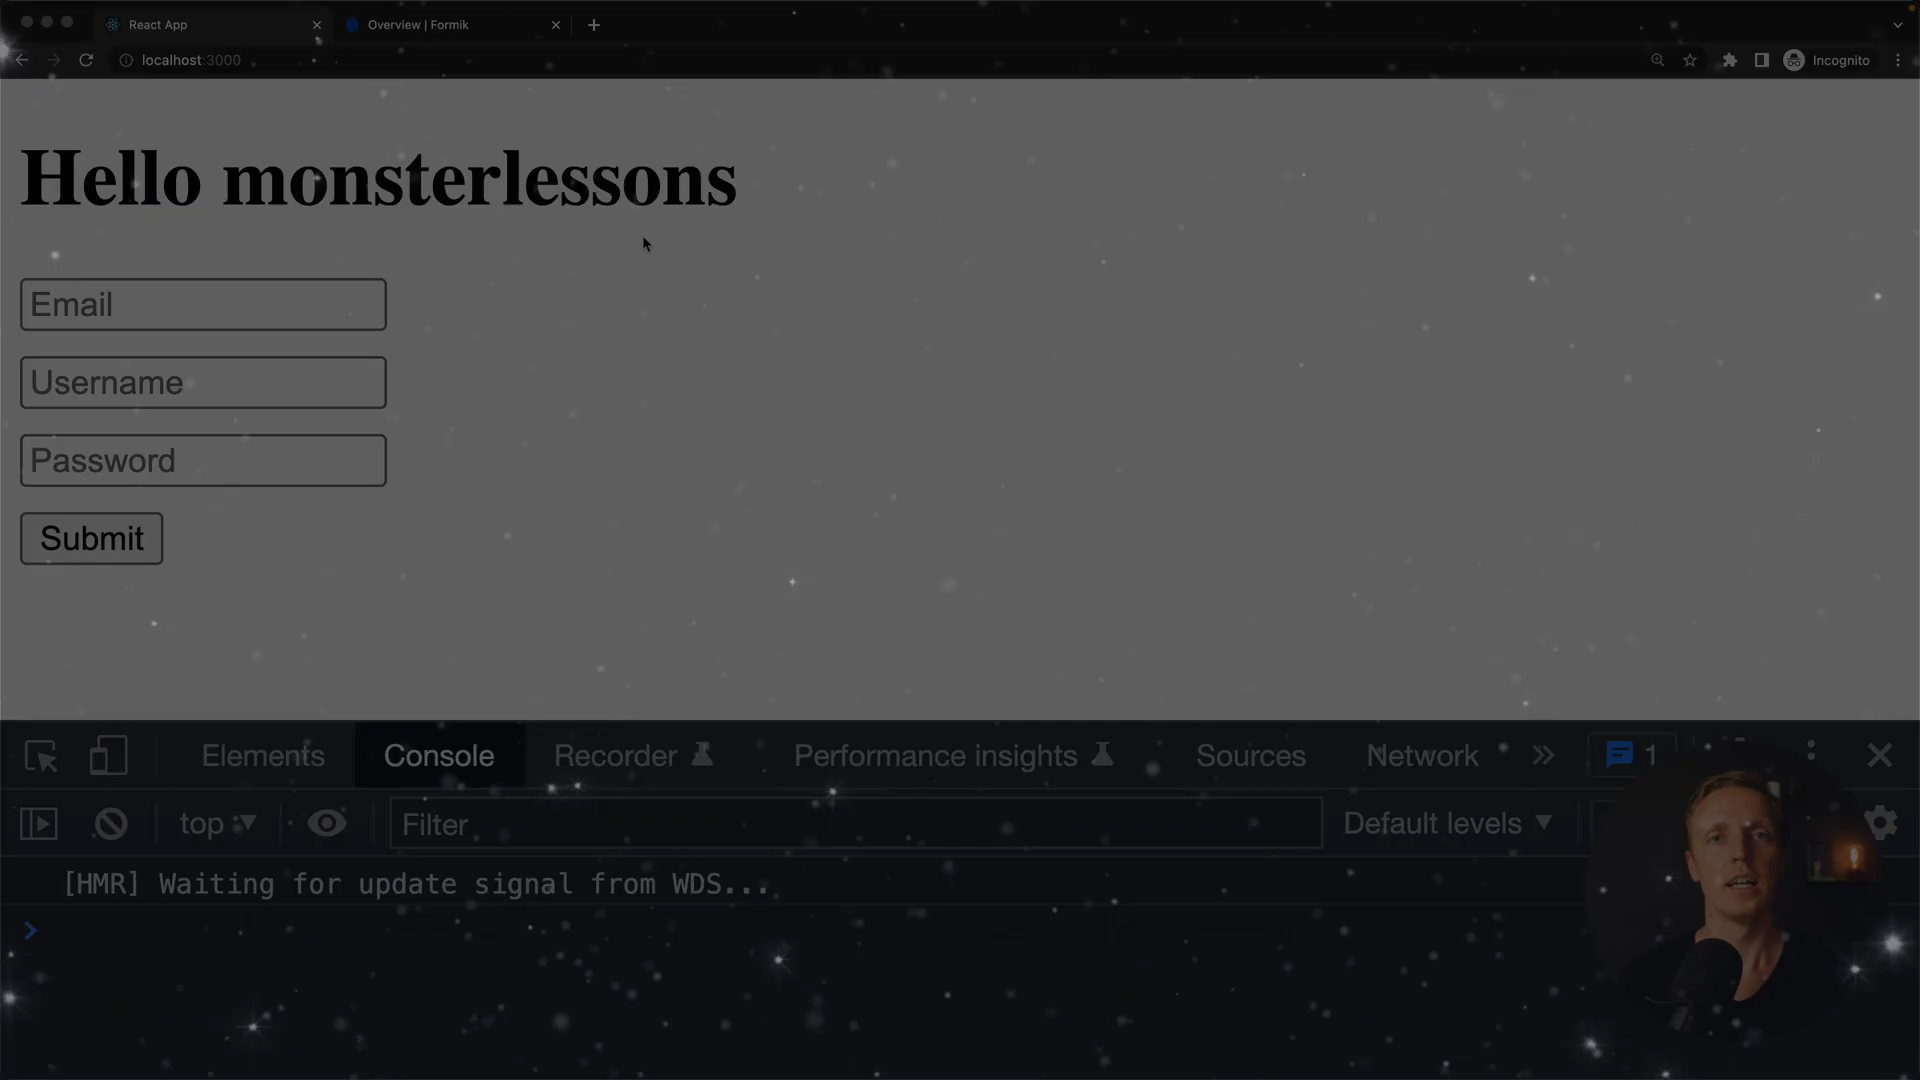 React App
Overview | Formik
localhost:3000
Incognito
Hello monsterlessons
Email
Username
Password
Submit
Elements
Console
Recorder
Performance insights
Sources
Network
1
top
Filter
Default levels
[HMR] Waiting for update signal from WDS...